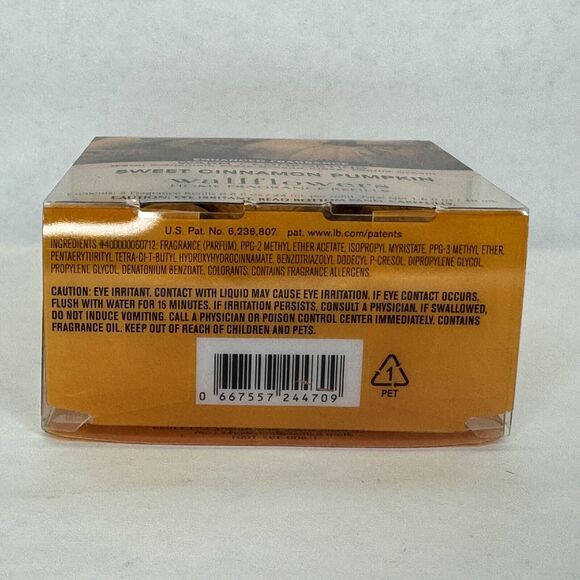 SWEET CINNAMON PUMPKIN
wallflowers
HOME FRAGRANCE
U.S. Pat. No. 6,236,807. pat. www.lb.com/patents
INGREDIENTS #400000060712: FRAGRANCE (PARFUM), PPG-2 METHYL ETHER ACETATE, ISOPROPYL MYRISTATE, PPG-3 METHYL ETHER,
PENTAERYTHRITYL TETRA-DI-T-BUTYL HYDROXYHYDROCINNAMATE, BENZOTRIAZOLYL DODECYL P-CRESOL, DIPROPYLENE GLYCOL,
PROPYLENE GLYCOL, DENATONIUM BENZOATE, COLORANTS. CONTAINS FRAGRANCE ALLERGENS.
CAUTION: EYE IRRITANT. CONTACT WITH LIQUID MAY CAUSE EYE IRRITATION. IF EYE CONTACT OCCURS,
FLUSH WITH WATER FOR 15 MINUTES. IF IRRITATION PERSISTS, CONSULT A PHYSICIAN. IF SWALLOWED,
DO NOT INDUCE VOMITING. CALL A PHYSICIAN OR POISON CONTROL CENTER IMMEDIATELY. CONTAINS
FRAGRANCE OIL. KEEP OUT OF REACH OF CHILDREN AND PETS.
0 667557 244709
1
PET